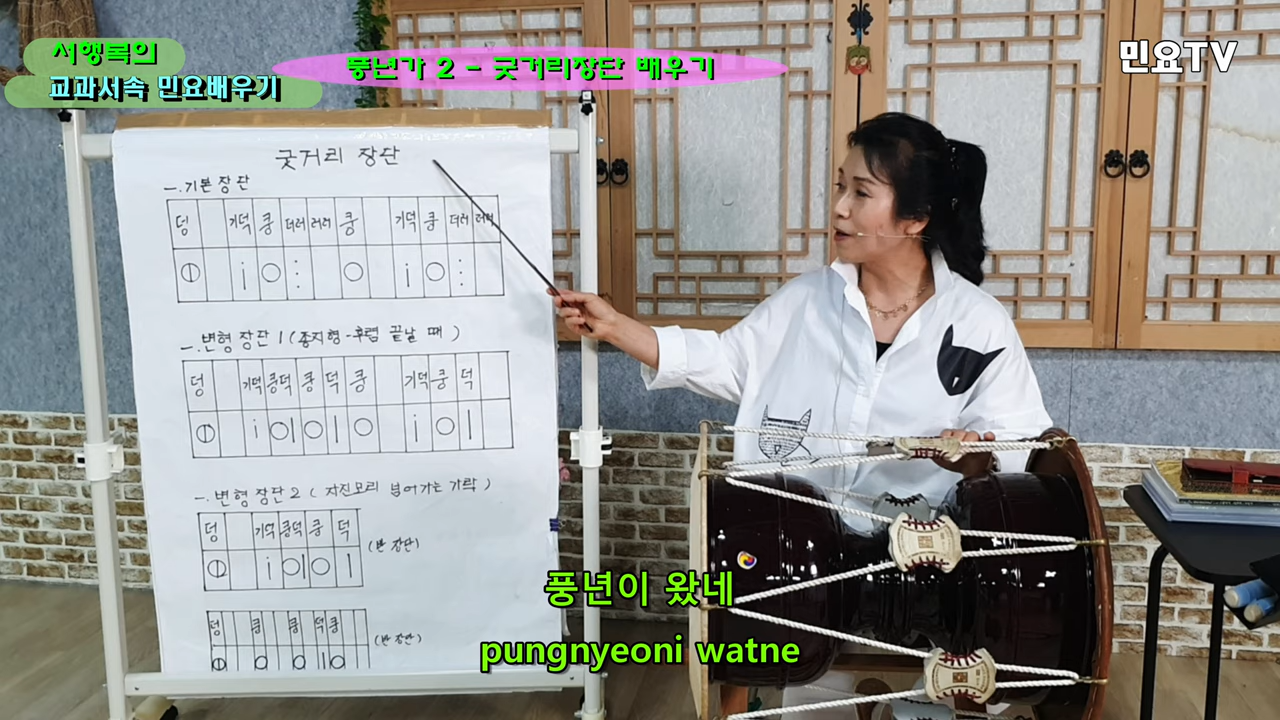 서행록의
교과서속 민요배우기
풍년가 2 - 굿거리장단 배우기
민요TV
굿거리 장단
一.기본장단
덩 기덕 쿵 더러 러러 쿵 기덕 쿵 더러 러러
一.변형 장단 1 (종지형-후렴 끝날 때)
덩 기덕 쿵덕 쿵 덕 쿵 기덕 쿵 덕
一.변형 장단 2 (자진모리 넘어가는 가락)
덩 기덕 쿵덕 쿵 덕
(반 장단)
덩 쿵 쿵 덕쿵
(반 장단)
풍년이 왔네
pungnyeoni watne